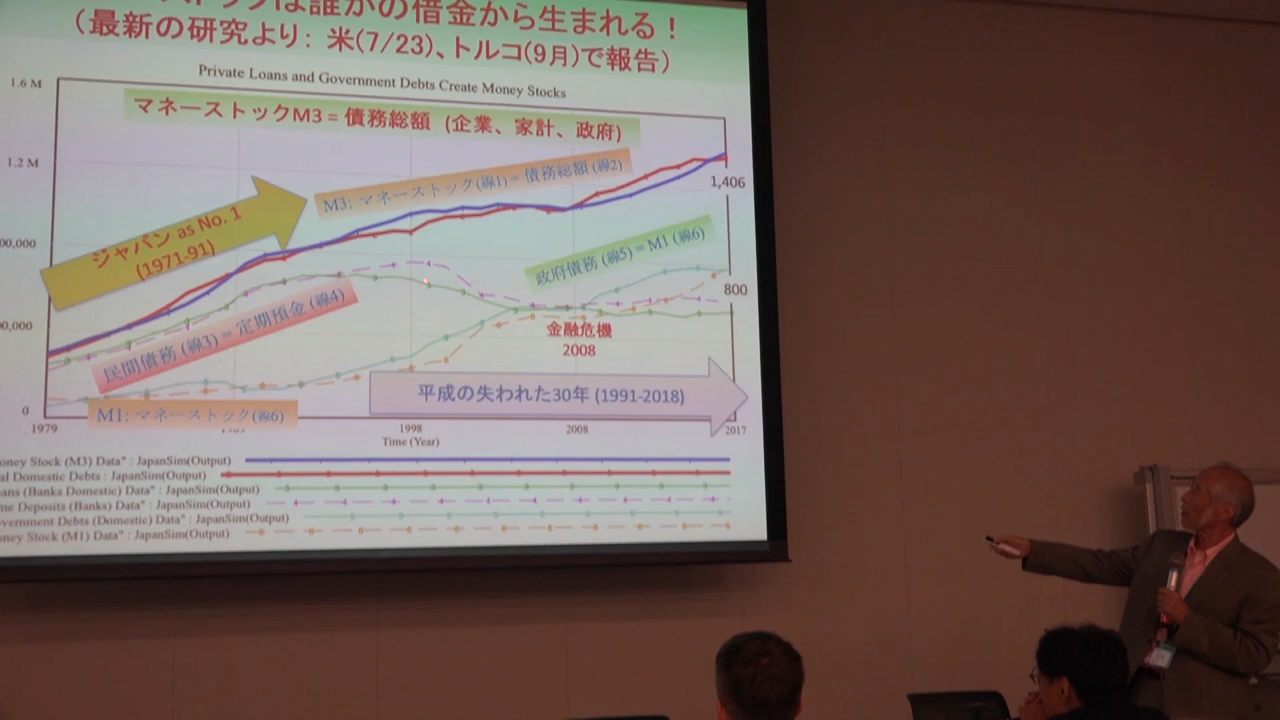 は誰かの借金から生まれる！
（最新の研究より： 米(7/23)、トルコ(9月)で報告）
Private Loans and Government Debts Create Money Stocks
1.6 M
マネーストックM3 = 債務総額 (企業、家計、政府)
1.2 M
M3: マネーストック(線1) = 債務総額 (線2)
1,406
ジャパン as No. 1
(1971-91)
00,000
政府債務 (線5) = M1 (線6)
800
民間債務 (線3) = 定期預金 (線4)
00,000
金融危機
2008
平成の失われた30年 (1991-2018)
M1: マネーストック(線6)
0
1979
1998
2008
2017
Time (Year)
oney Stock (M3) Data" : JapanSim(Output)
al Domestic Debts : JapanSim(Output)
ans (Banks Domestic) Data" : JapanSim(Output)
me Deposits (Banks) Data" : JapanSim(Output)
overnment Debts (Domestic) Data" : JapanSim(Output)
oney Stock (M1) Data" : JapanSim(Output)